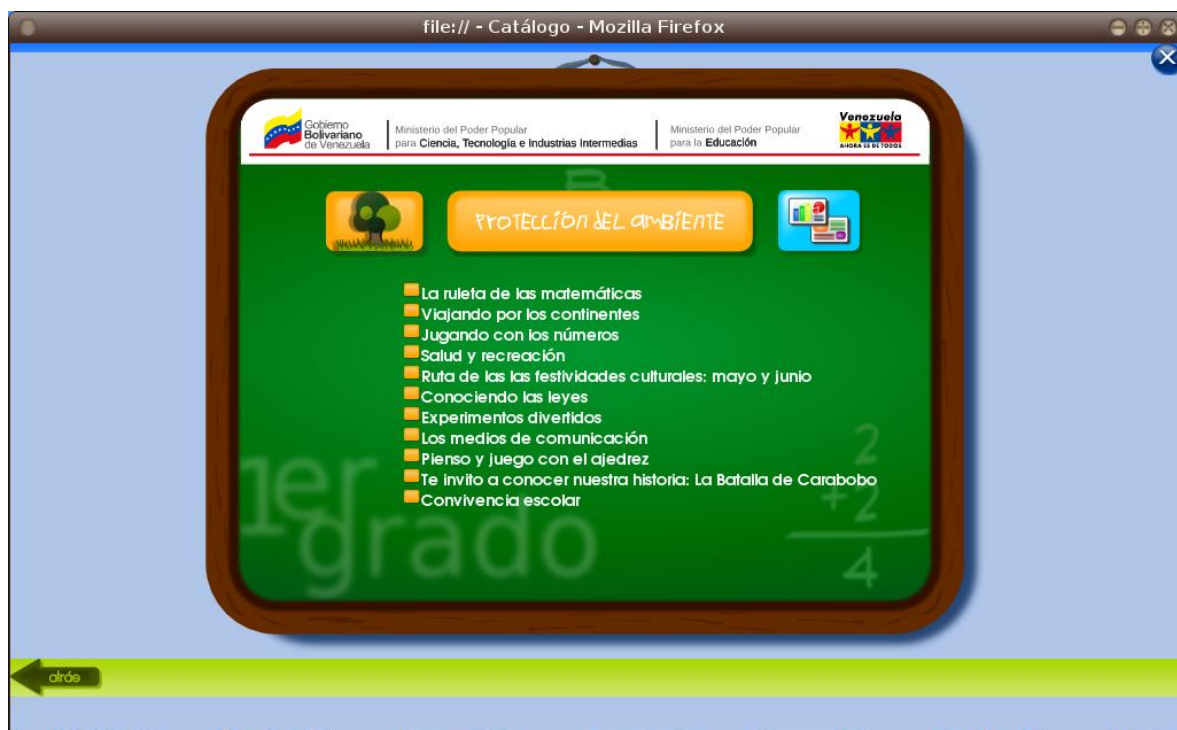 file:// - Catálogo - Mozilla Firefox
Gobierno
Bolivariano
de Venezuela
Ministerio del Poder Popular
para Ciencia, Tecnología e Industrias Intermedias
Ministerio del Poder Popular
para la Educación
Venezuela
AHORA ES DE TODOS
B
PROTECCIÓN DEL AMBIENTE
La ruleta de las matemáticas
Viajando por los continentes
Jugando con los números
Salud y recreación
Ruta de las las festividades culturales: mayo y junio
Conociendo las leyes
Experimentos divertidos
Los medios de comunicación
Pienso y juego con el ajedrez
Te invito a conocer nuestra historia: La Batalla de Carabobo
Convivencia escolar
1er
grado
2
+2
4
atrás